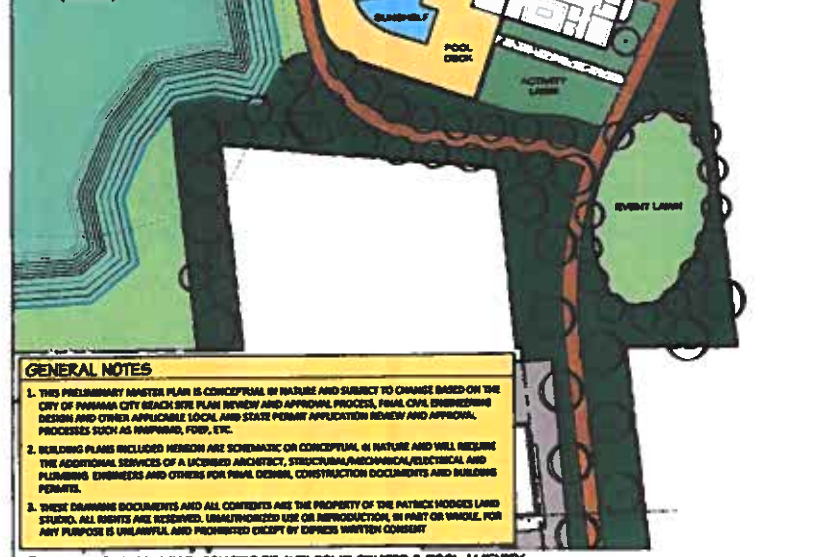 SUNSHELF
POOL
DECK
ACTIVITY
LAWN
EVENT LAWN
GENERAL NOTES
1. THIS PRELIMINARY MASTER PLAN IS CONCEPTUAL IN NATURE AND SUBJECT TO CHANGE BASED ON THE
CITY OF PANAMA CITY BEACH SITE PLAN REVIEW AND APPROVAL PROCESS, FINAL CIVIL ENGINEERING
DESIGN AND OTHER APPLICABLE LOCAL AND STATE PERMIT APPLICATION REVIEW AND APPROVAL
PROCESSES SUCH AS NWFWMD, FDEP, ETC.
2. BUILDING PLANS INCLUDED HEREON ARE SCHEMATIC OR CONCEPTUAL IN NATURE AND WILL REQUIRE
THE ADDITIONAL SERVICES OF A LICENSED ARCHITECT, STRUCTURAL/MECHANICAL/ELECTRICAL AND
PLUMBING ENGINEERS AND OTHERS FOR FINAL DESIGN, CONSTRUCTION DOCUMENTS AND BUILDING
PERMITS.
3. THESE DRAWING DOCUMENTS AND ALL CONTENTS ARE THE PROPERTY OF THE PATRICK HODGES LAND
STUDIO. ALL RIGHTS ARE RESERVED. UNAUTHORIZED USE OR REPRODUCTION, IN PART OR WHOLE, FOR
ANY PURPOSE IS UNLAWFUL AND PROHIBITED EXCEPT BY EXPRESS WRITTEN CONSENT